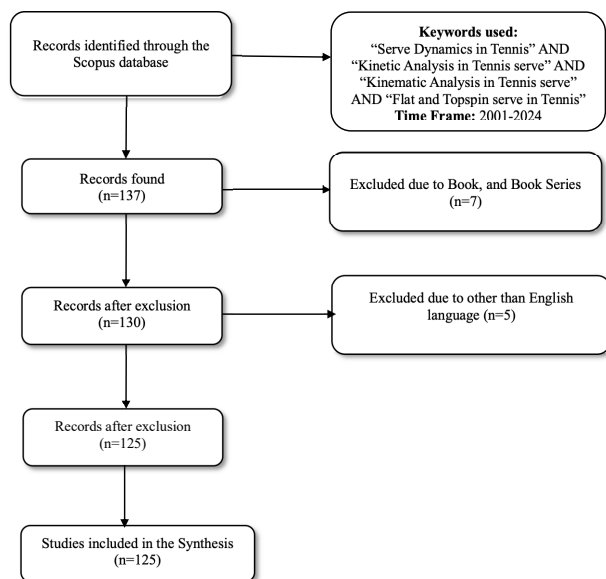 Records identified through the
Scopus database
Keywords used:
“Serve Dynamics in Tennis” AND
“Kinetic Analysis in Tennis serve” AND
“Kinematic Analysis in Tennis serve”
AND “Flat and Topspin serve in Tennis”
Time Frame: 2001-2024
Records found
(n=137)
Excluded due to Book, and Book Series
(n=7)
Records after exclusion
(n=130)
Excluded due to other than English
language (n=5)
Records after exclusion
(n=125)
Studies included in the Synthesis
(n=125)